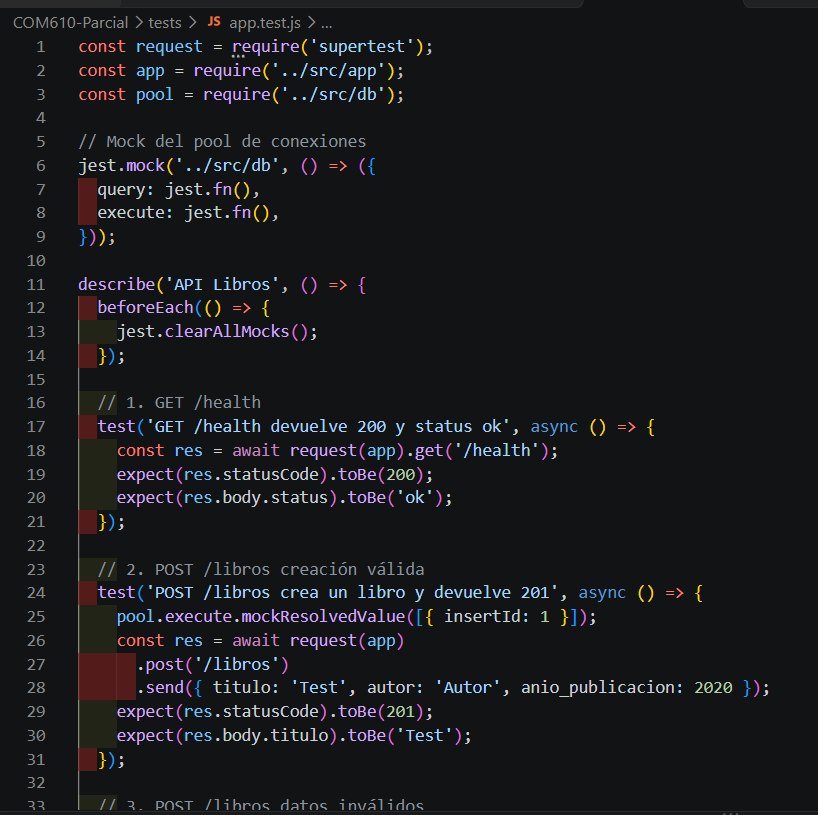 COM610-Parcial > tests > JS app.test.js > ...
1 const request = require('supertest');
2 const app = require('../src/app');
3 const pool = require('../src/db');
4
5 // Mock del pool de conexiones
6 jest.mock('../src/db', () => ({
7   query: jest.fn(),
8   execute: jest.fn(),
9 }));
10
11 describe('API Libros', () => {
12   beforeEach(() => {
13     jest.clearAllMocks();
14   });
15
16   // 1. GET /health
17   test('GET /health devuelve 200 y status ok', async () => {
18     const res = await request(app).get('/health');
19     expect(res.statusCode).toBe(200);
20     expect(res.body.status).toBe('ok');
21   });
22
23   // 2. POST /libros creación válida
24   test('POST /libros crea un libro y devuelve 201', async () => {
25     pool.execute.mockResolvedValue([{ insertId: 1 }]);
26     const res = await request(app)
27       .post('/libros')
28       .send({ titulo: 'Test', autor: 'Autor', anio_publicacion: 2020 });
29     expect(res.statusCode).toBe(201);
30     expect(res.body.titulo).toBe('Test');
31   });
32
33   // 3. POST /libros datos inválidos